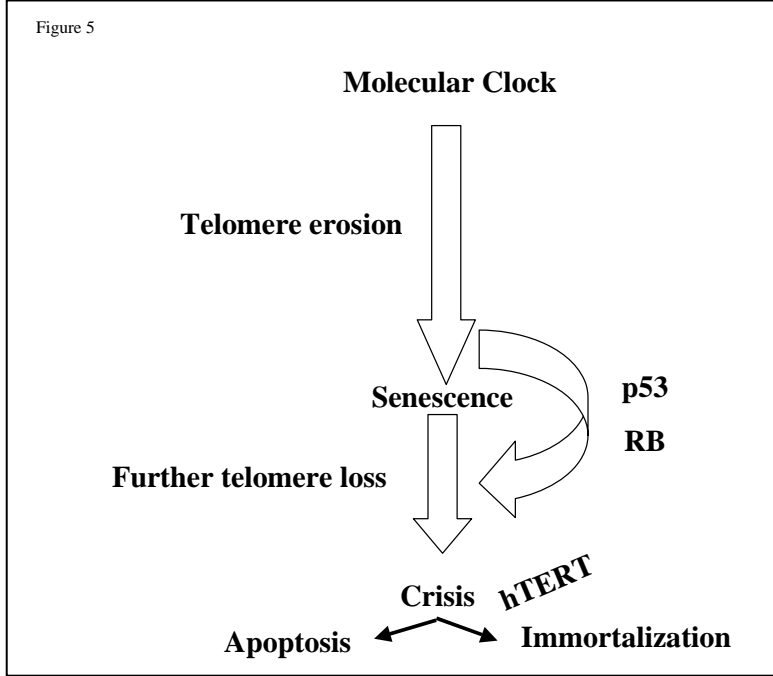 Figure 5
Molecular Clock
Telomere erosion
Senescence
p53
RB
Further telomere loss
Crisis
hTERT
Apoptosis
Immortalization